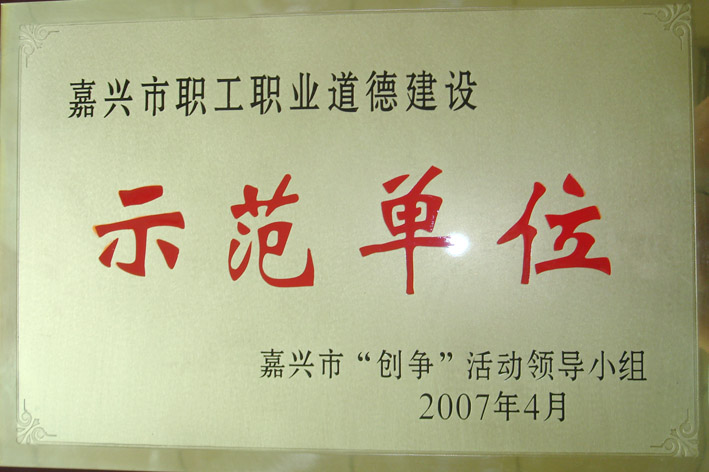 嘉兴市职工职业道德建设
示范单位
嘉兴市“创争”活动领导小组
2007年4月